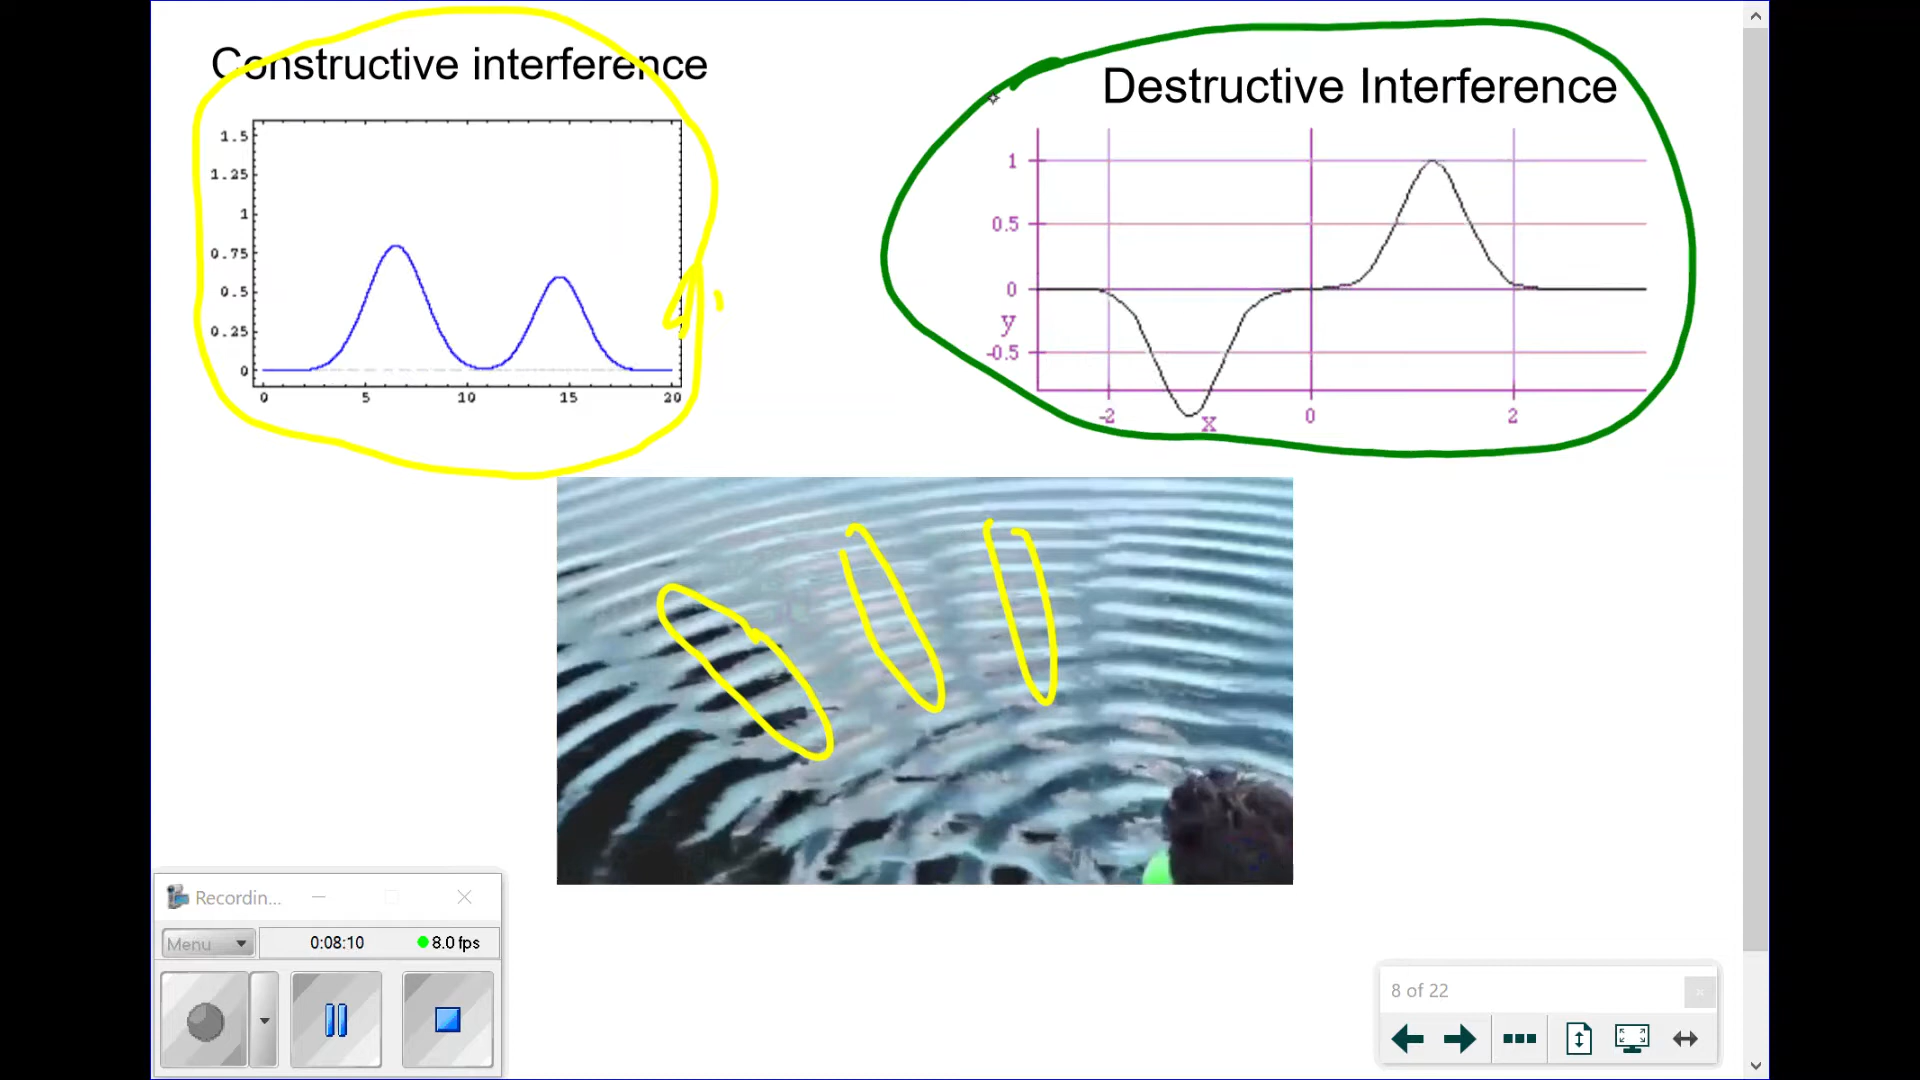 Constructive interference
Destructive Interference
1.5
1.25
1
0.75
0.5
0.25
0
0 5 10 15 20
1
0.5
0
y
-0.5
-2 0 2
x
Recordin...
Menu 0:08:10 8.0 fps
8 of 22